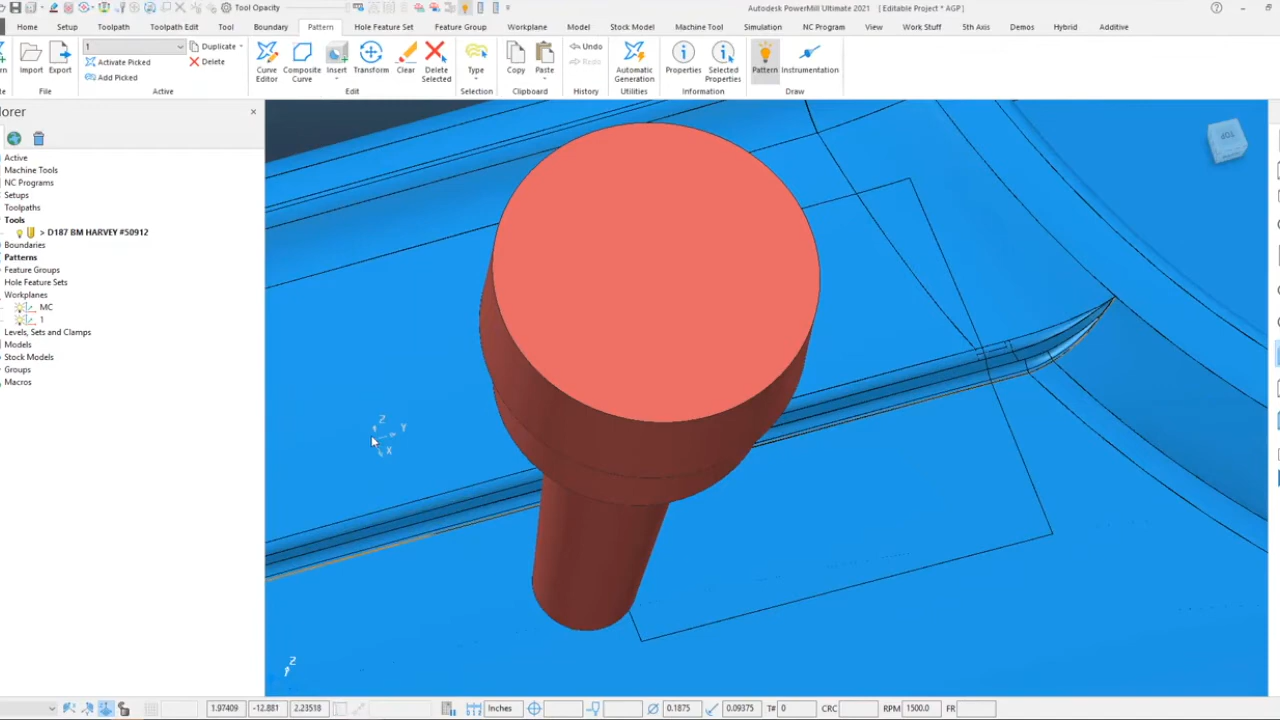 Tool Opacity
Autodesk PowerMill Ultimate 2021 [ Editable Project * AGP ]
Home Setup Toolpath Toolpath Edit Tool Boundary Pattern Hole Feature Set Feature Group Workplane Model Stock Model Machine Tool Simulation NC Program View Work Stuff 5th Axis Demos Hybrid Additive
Import Export
File
1
Duplicate
Activate Picked Delete
Add Picked
Active
Curve Editor
Composite Curve
Insert
Transform
Clear
Delete Selected
Edit
Type
Selection
Copy Paste
Clipboard
Undo
Redo
History
Automatic Generation
Utilities
Properties
Selected Properties
Information
Pattern Instrumentation
Draw
lorer
Active
Machine Tools
NC Programs
Setups
Toolpaths
Tools
> D187 BM HARVEY #50912
Boundaries
Patterns
Feature Groups
Hole Feature Sets
Workplanes
MC
1
Levels, Sets and Clamps
Models
Stock Models
Groups
Macros
TOP
Z
Y
X
Z
1.97409 -12.881 2.23518 Inches 0.1875 0.09375 T# 0 CRC RPM 1500.0 FR